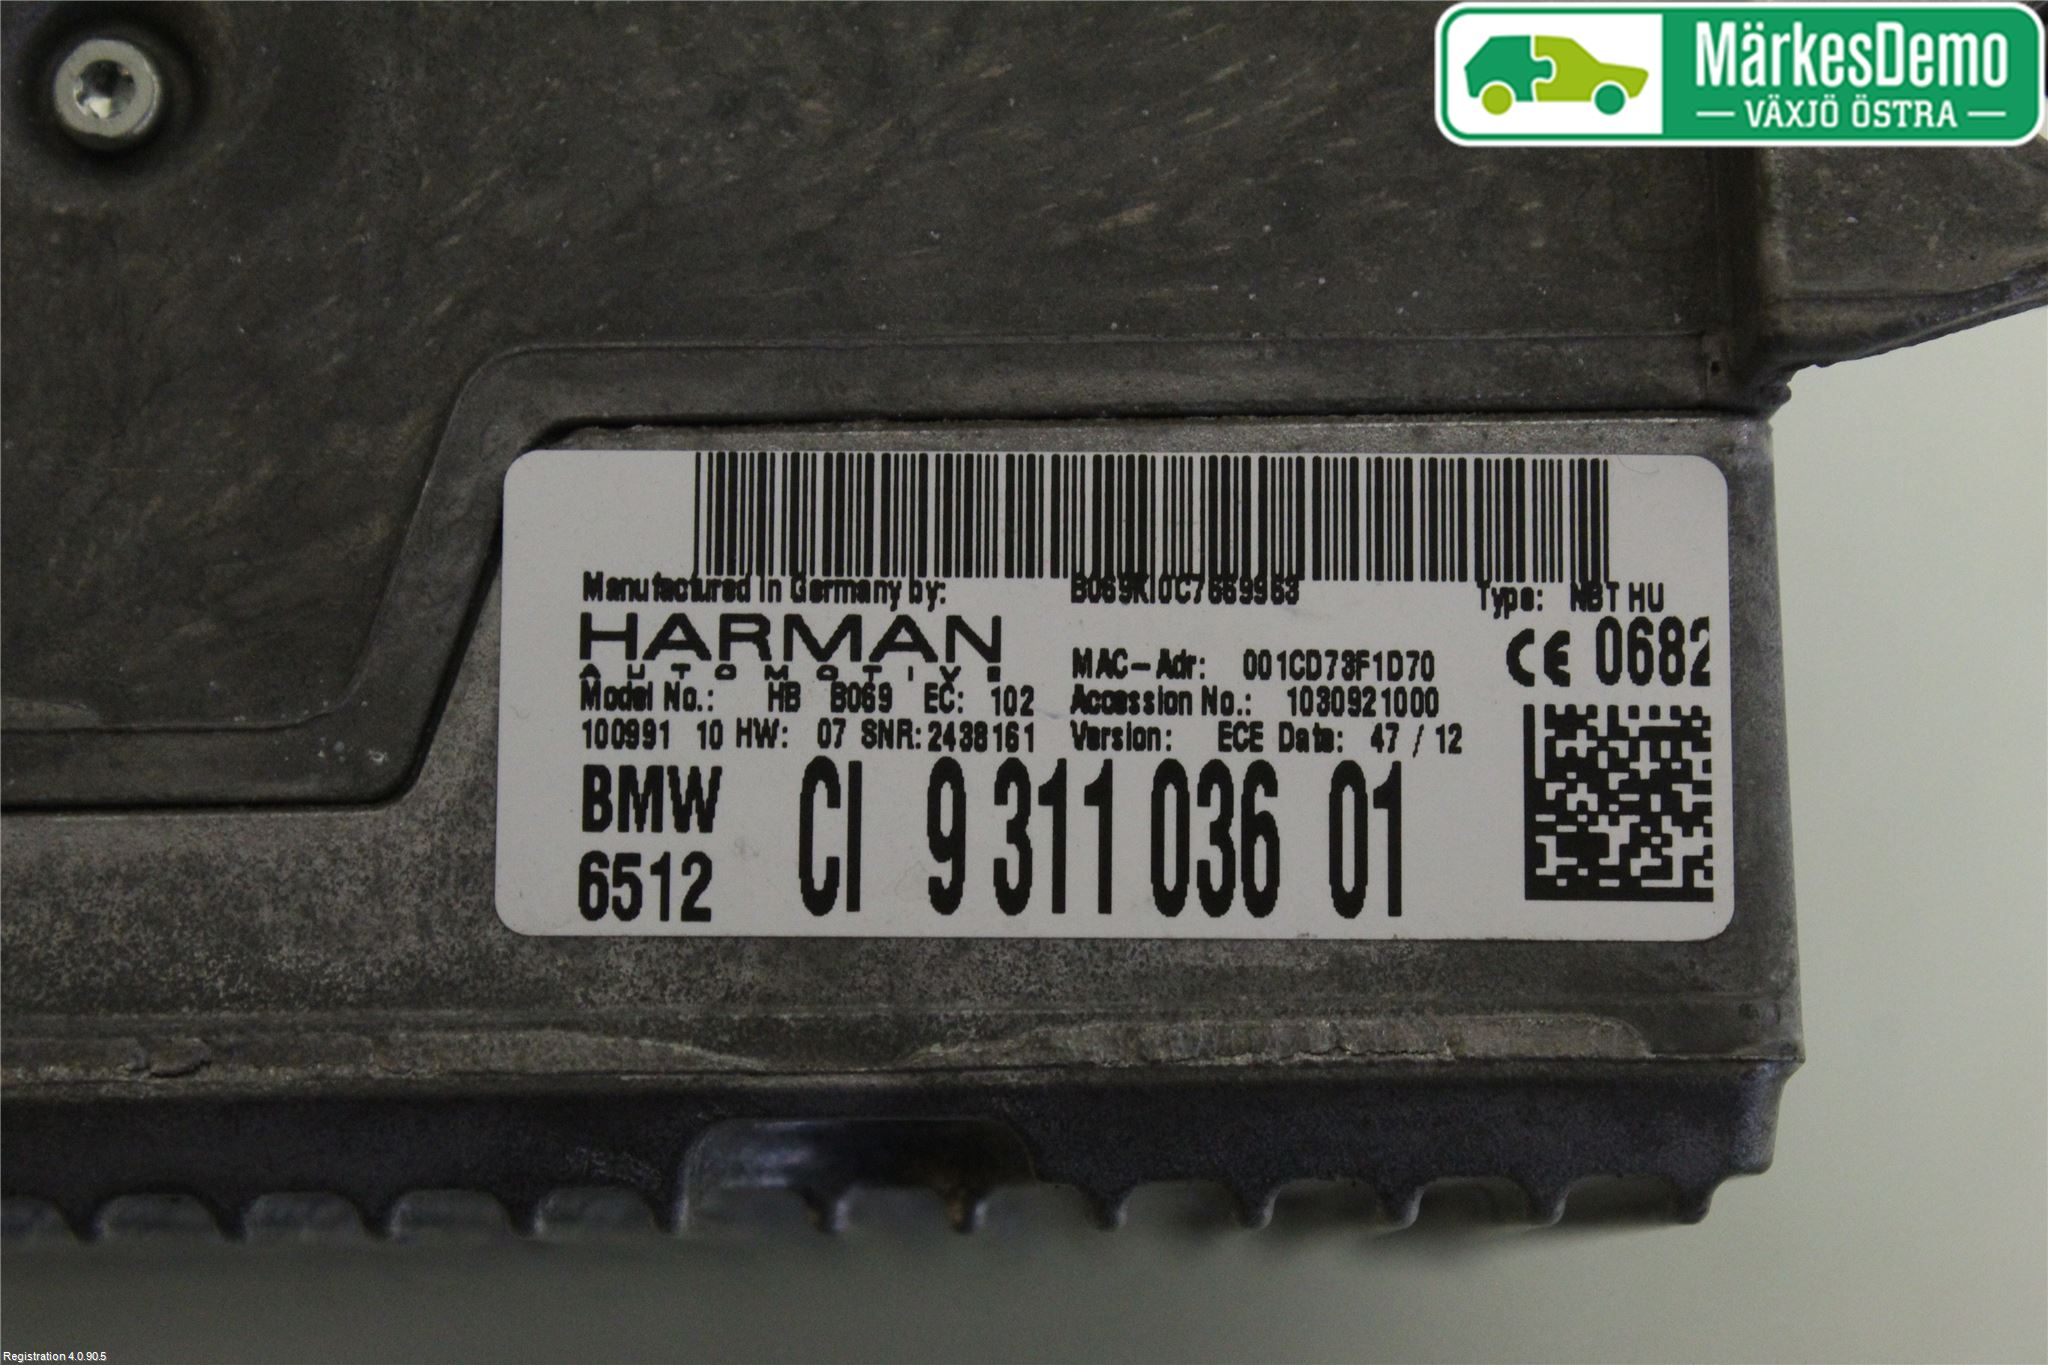 MärkesDemo
VÄXJÖ ÖSTRA
Manufactured in Germany by: B069KI0C7669963 Type: NBT HU
HARMAN
AUTOMOTIVE
MAC-Adr: 001CD73F1D70 CE 0682
Model No.: HB B069 EC: 102 Accession No.: 1030921000
100991 10 HW: 07 SNR: 2438161 Version: ECE Date: 47 / 12
BMW CI 9 311 036 01
6512
Registration 4.0.90.5